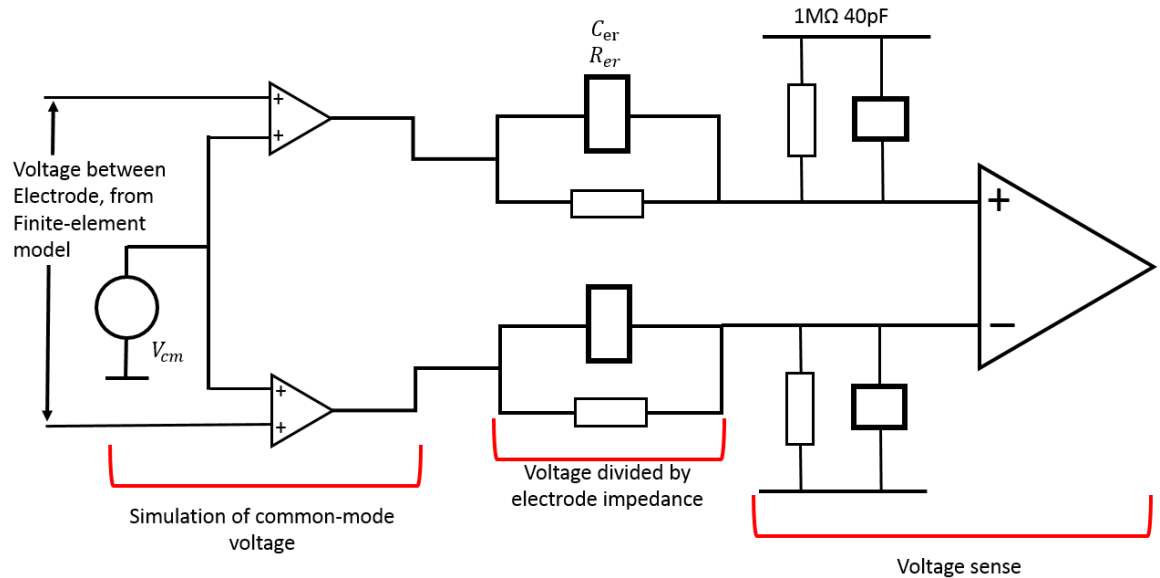 1MΩ 40pF
C_er
R_er
+
+
Voltage between
Electrode, from
Finite-element
model
+
−
V_cm
+
+
Voltage divided by
electrode impedance
Simulation of common-mode
voltage
Voltage sense